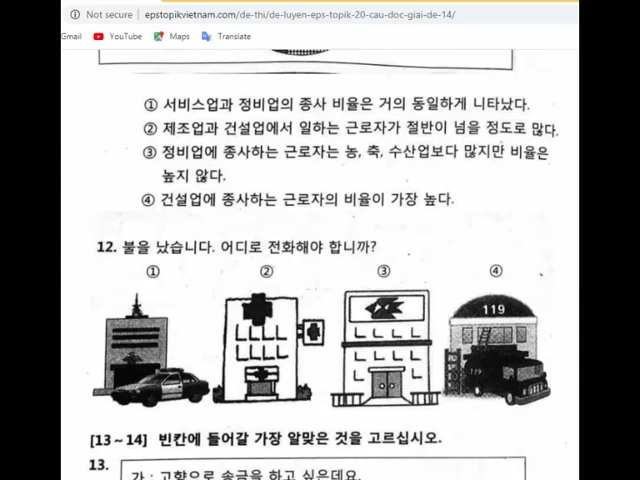 Not secure
epstopikvietnam.com/de-thi/de-luyen-eps-topik-20-cau-doc-giai-de-14/
Gmail YouTube Maps Translate
① 서비스업과 정비업의 종사 비율은 거의 동일하게 니타났다.
② 제조업과 건설업에서 일하는 근로자가 절반이 넘을 정도로 많다.
③ 정비업에 종사하는 근로자는 농, 축, 수산업보다 많지만 비율은
높지 않다.
④ 건설업에 종사하는 근로자의 비율이 가장 높다.
12. 불을 났습니다. 어디로 전화해야 합니까?
① ② ③ ④
119
[13~14] 빈칸에 들어갈 가장 알맞은 것을 고르십시오.
13.
가 : 고향으로 송금을 하고 싶은데요.